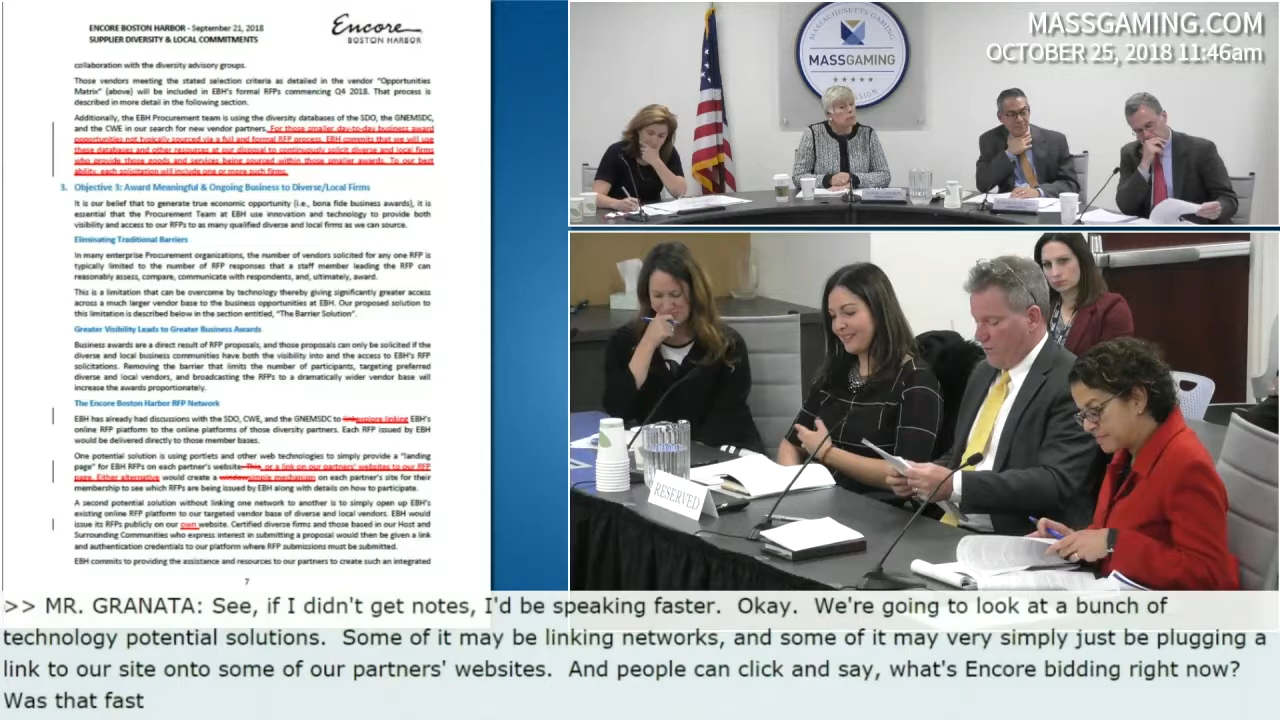 ENCORE BOSTON HARBOR - September 21, 2018
SUPPLIER DIVERSITY & LOCAL COMMITMENTS
Encore
BOSTON HARBOR
collaboration with the diversity advisory groups.
Those vendors meeting the stated selection criteria as detailed in the vendor "Opportunities
Matrix" (above) will be included in EBH's formal RFPs commencing Q4 2018. That process is
described in more detail in the following section.
Additionally, the EBH Procurement team is using the diversity databases of the SDO, the GNEMSDC,
and the CWE in our search for new vendor partners. For those smaller day-to-day business award
opportunities not typically sourced via a full and formal RFP process, EBH commits that we will use
these databases and other resources at our disposal to continuously solicit diverse and local firms
who provide those goods and services being sourced within those smaller awards. To our best
ability, each solicitation will include one or more such firms.
3. Objective 3: Award Meaningful & Ongoing Business to Diverse/Local Firms
It is our belief that to generate true economic opportunity (i.e., bona fide business awards), it is
essential that the Procurement Team at EBH use innovation and technology to provide both
visibility and access to our RFPs to as many qualified diverse and local firms as we can source.
Eliminating Traditional Barriers
In many enterprise Procurement organizations, the number of vendors solicited for any one RFP is
typically limited to the number of RFP responses that a staff member leading the RFP can
reasonably assess, compare, communicate with respondents, and, ultimately, award.
This is a limitation that can be overcome by technology thereby giving significantly greater access
across a much larger vendor base to the business opportunities at EBH. Our proposed solution to
this limitation is described below in the section entitled, "The Barrier Solution".
Greater Visibility Leads to Greater Business Awards
Business awards are a direct result of RFP proposals, and those proposals can only be solicited if the
diverse and local business communities have both the visibility into and the access to EBH's RFP
solicitations. Removing the barrier that limits the number of participants, targeting preferred
diverse and local vendors, and broadcasting the RFPs to a dramatically wider vendor base will
increase the awards proportionately.
The Encore Boston Harbor RFP Network
EBH has already had discussions with the SDO, CWE, and the GNEMSDC to link explore linking EBH's
online RFP platform to the online platforms of those diversity partners. Each RFP issued by EBH
would be delivered directly to those member bases.
One potential solution is using portlets and other web technologies to simply provide a "landing
page" for EBH RFPs on each partner's website. This, or a link on our partners' websites to our RFP
page. Either alternative would create a window simple mechanism on each partner's site for their
membership to see which RFPs are being issued by EBH along with details on how to participate.
A second potential solution without linking one network to another is to simply open up EBH's
existing online RFP platform to our targeted vendor base of diverse and local vendors. EBH would
issue its RFPs publicly on our own website. Certified diverse firms and those based in our Host and
Surrounding Communities who express interest in submitting a proposal would then be given a link
and authentication credentials to our platform where RFP submissions must be submitted.
EBH commits to providing the assistance and resources to our partners to create such an integrated
7
MASSACHUSETTS GAMING
MASSGAMING
MASSGAMING.COM
OCTOBER 25, 2018 11:46am
RESERVED
>> MR. GRANATA: See, if I didn't get notes, I'd be speaking faster. Okay. We're going to look at a bunch of
technology potential solutions. Some of it may be linking networks, and some of it may very simply just be plugging a
link to our site onto some of our partners' websites. And people can click and say, what's Encore bidding right now?
Was that fast